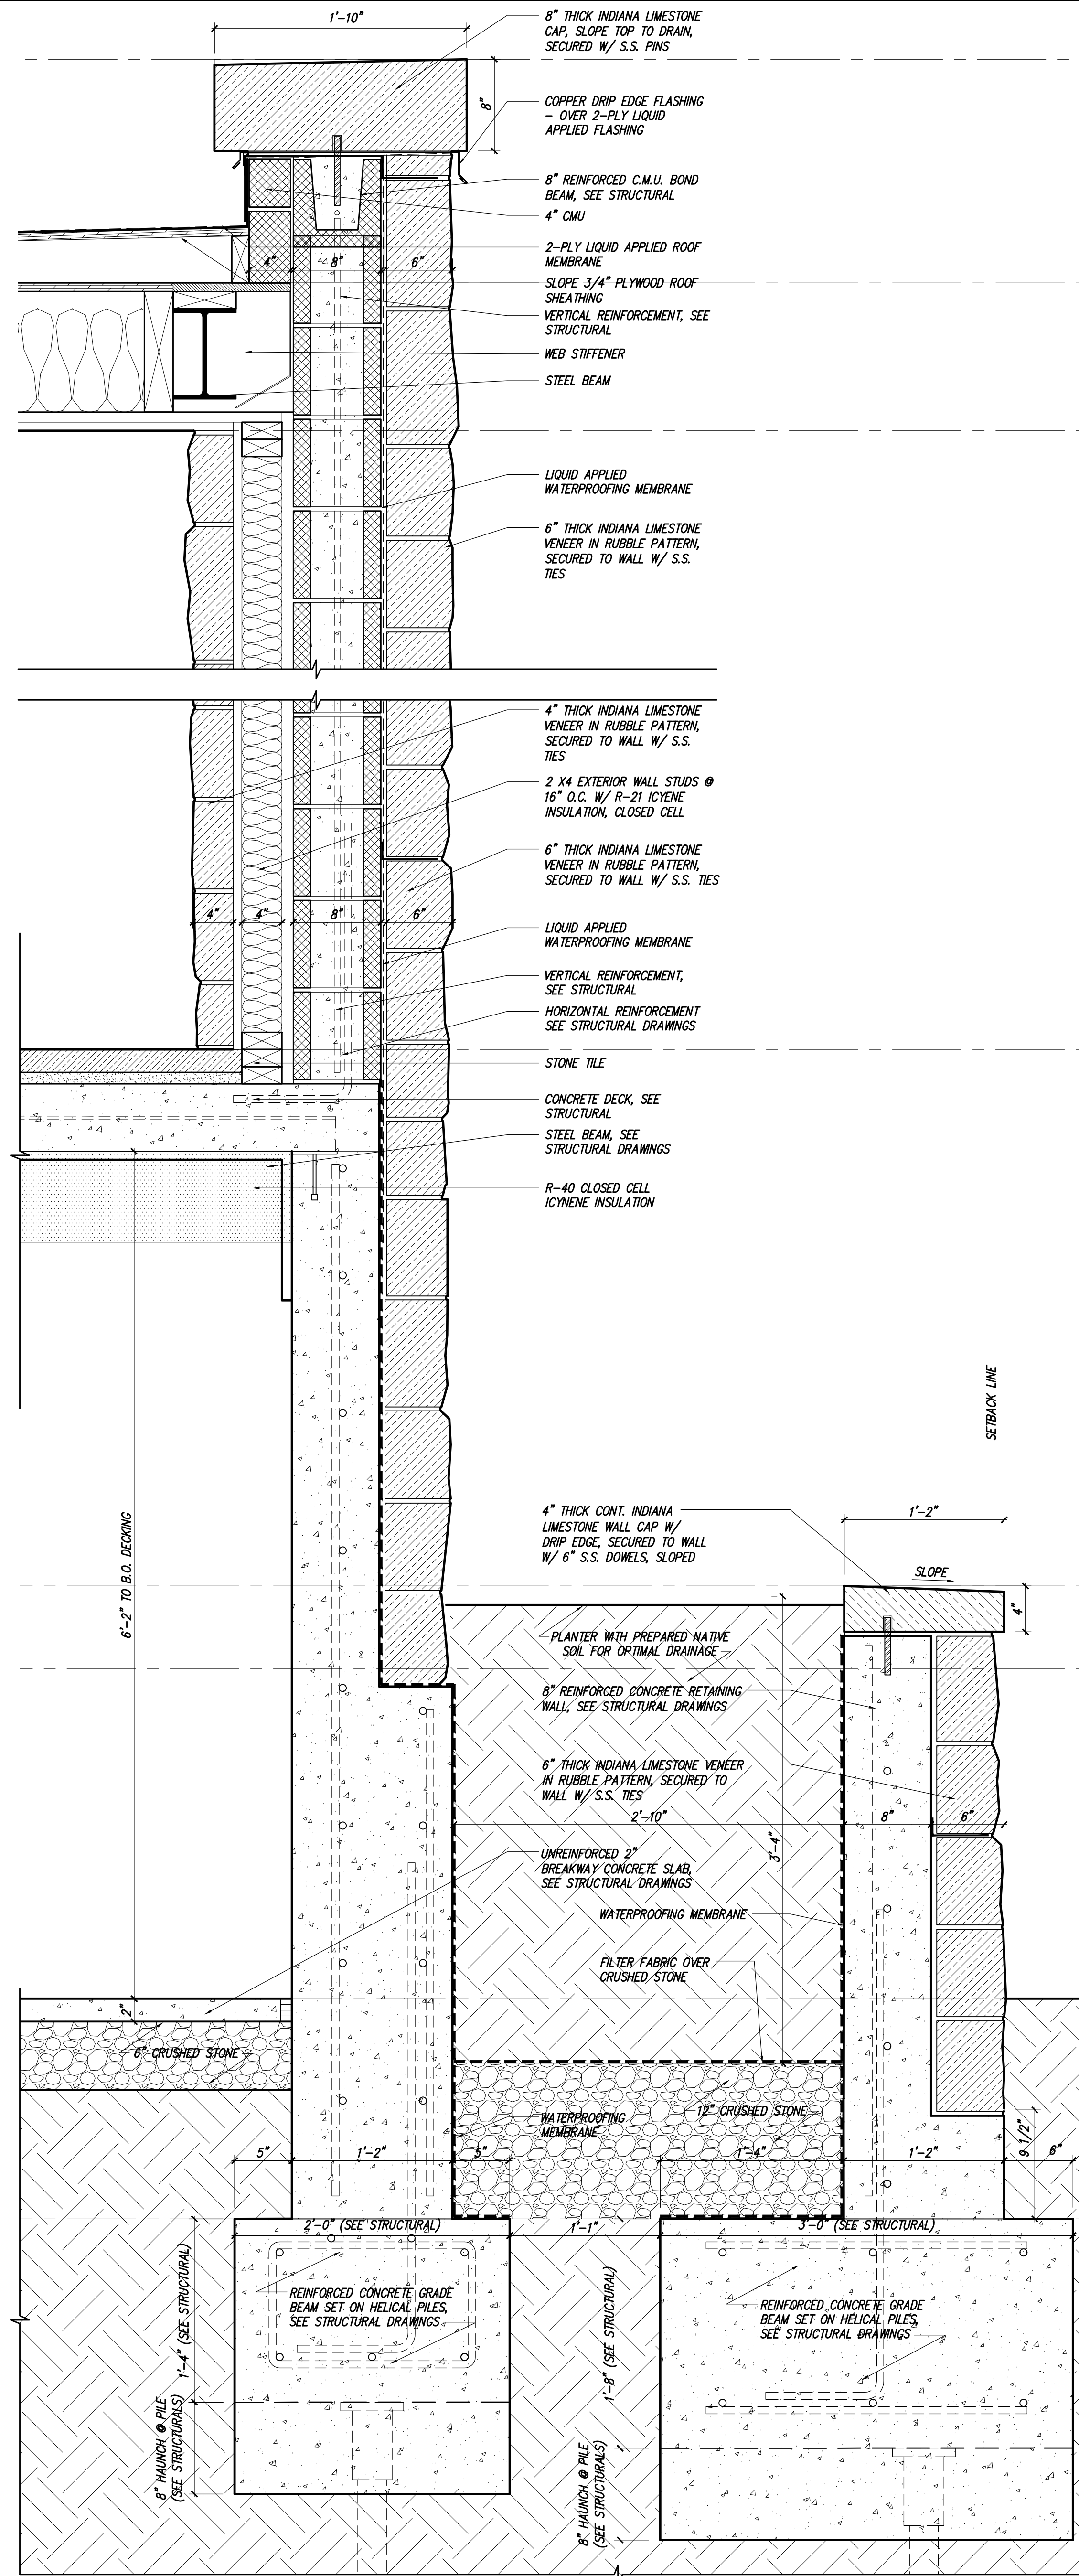 1'-10"
8" THICK INDIANA LIMESTONE
CAP, SLOPE TOP TO DRAIN,
SECURED W/ S.S. PINS
8"
COPPER DRIP EDGE FLASHING
- OVER 2-PLY LIQUID
APPLIED FLASHING
8" REINFORCED C.M.U. BOND
BEAM, SEE STRUCTURAL
4" CMU
2-PLY LIQUID APPLIED ROOF
MEMBRANE
4"
8"
6"
SLOPE 3/4" PLYWOOD ROOF
SHEATHING
VERTICAL REINFORCEMENT, SEE
STRUCTURAL
WEB STIFFENER
STEEL BEAM
LIQUID APPLIED
WATERPROOFING MEMBRANE
6" THICK INDIANA LIMESTONE
VENEER IN RUBBLE PATTERN,
SECURED TO WALL W/ S.S.
TIES
4" THICK INDIANA LIMESTONE
VENEER IN RUBBLE PATTERN,
SECURED TO WALL W/ S.S.
TIES
2 X4 EXTERIOR WALL STUDS @
16" O.C. W/ R-21 ICYENE
INSULATION, CLOSED CELL
6" THICK INDIANA LIMESTONE
VENEER IN RUBBLE PATTERN,
SECURED TO WALL W/ S.S. TIES
4"
4"
8"
6"
LIQUID APPLIED
WATERPROOFING MEMBRANE
VERTICAL REINFORCEMENT,
SEE STRUCTURAL
HORIZONTAL REINFORCEMENT
SEE STRUCTURAL DRAWINGS
STONE TILE
CONCRETE DECK, SEE
STRUCTURAL
STEEL BEAM, SEE
STRUCTURAL DRAWINGS
R-40 CLOSED CELL
ICYNENE INSULATION
SETBACK LINE
6'-2" TO B.O. DECKING
4" THICK CONT. INDIANA
LIMESTONE WALL CAP W/
DRIP EDGE, SECURED TO WALL
W/ 6" S.S. DOWELS, SLOPED
1'-2"
SLOPE
4"
PLANTER WITH PREPARED NATIVE
SOIL FOR OPTIMAL DRAINAGE
8" REINFORCED CONCRETE RETAINING
WALL, SEE STRUCTURAL DRAWINGS
6" THICK INDIANA LIMESTONE VENEER
IN RUBBLE PATTERN, SECURED TO
WALL W/ S.S. TIES
2'-10"
8"
6"
3'-4"
UNREINFORCED 2"
BREAKWAY CONCRETE SLAB,
SEE STRUCTURAL DRAWINGS
WATERPROOFING MEMBRANE
FILTER FABRIC OVER
CRUSHED STONE
2"
6" CRUSHED STONE
12" CRUSHED STONE
WATERPROOFING
MEMBRANE
9 1/2"
5"
1'-2"
5"
1'-4"
1'-2"
6"
2'-0" (SEE STRUCTURAL)
1'-1"
3'-0" (SEE STRUCTURAL)
1'-4" (SEE STRUCTURAL)
REINFORCED CONCRETE GRADE
BEAM SET ON HELICAL PILES,
SEE STRUCTURAL DRAWINGS
1'-8" (SEE STRUCTURAL)
REINFORCED CONCRETE GRADE
BEAM SET ON HELICAL PILES,
SEE STRUCTURAL DRAWINGS
8" HAUNCH @ PILE
(SEE STRUCTURALS)
8" HAUNCH @ PILE
(SEE STRUCTURALS)